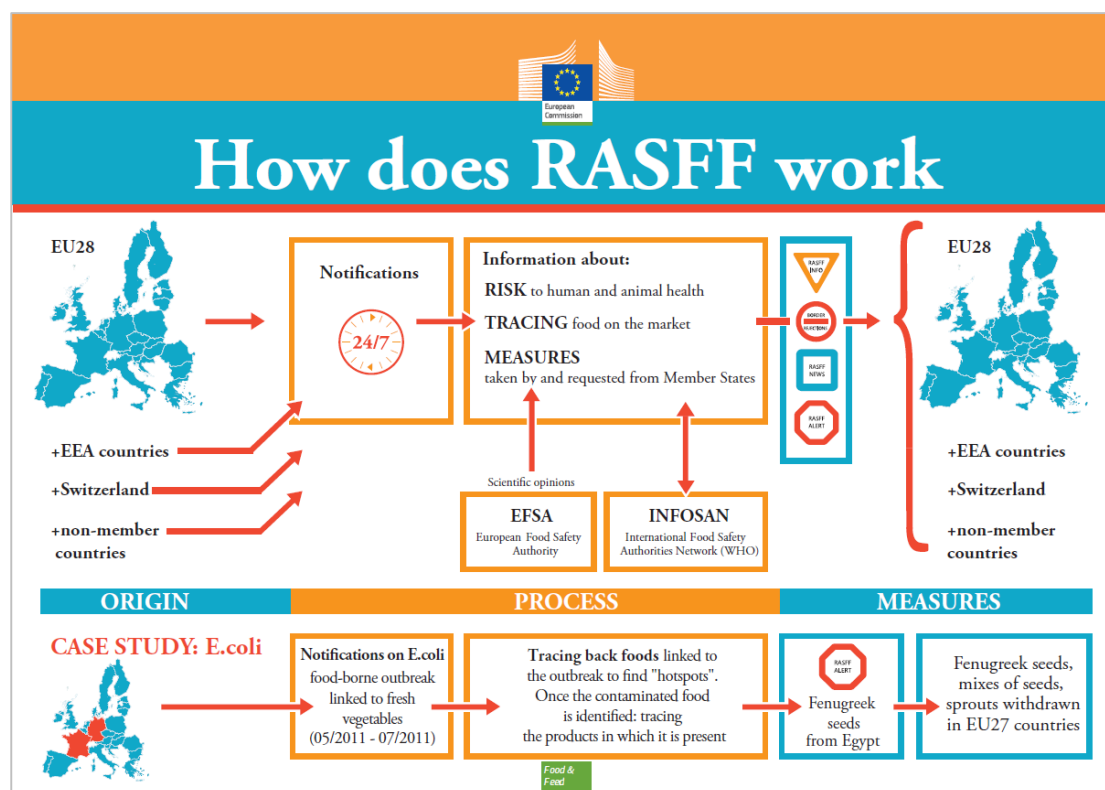 European
Commission
How does RASFF work
EU28
+EEA countries
+Switzerland
+non-member
countries
Notifications
24/7
Information about:
RISK to human and animal health
TRACING food on the market
MEASURES
taken by and requested from Member States
Scientific opinions
EFSA
European Food Safety
Authority
INFOSAN
International Food Safety
Authorities Network (WHO)
RASFF
INFO
BORDER
REJECTIONS
RASFF
NEWS
RASFF
ALERT
EU28
+EEA countries
+Switzerland
+non-member
countries
ORIGIN
PROCESS
MEASURES
CASE STUDY: E.coli
Notifications on E.coli
food-borne outbreak
linked to fresh
vegetables
(05/2011 - 07/2011)
Tracing back foods linked to
the outbreak to find "hotspots".
Once the contaminated food
is identified: tracing
the products in which it is present
RASFF
ALERT
Fenugreek
seeds
from Egypt
Fenugreek seeds,
mixes of seeds,
sprouts withdrawn
in EU27 countries
Food &
Feed